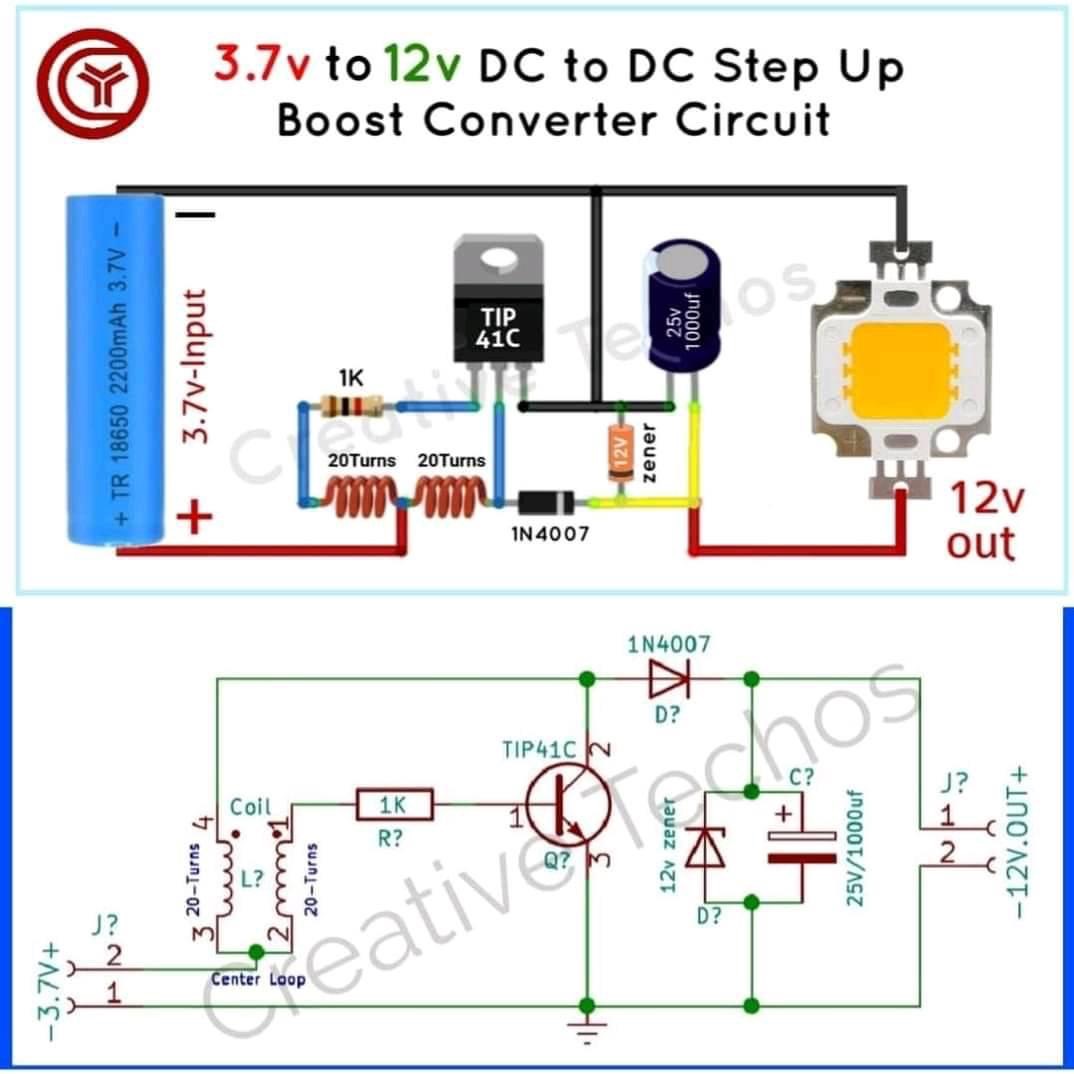 3.7v to 12v DC to DC Step Up
Boost Converter Circuit
+ TR 18650 2200mAh 3.7V -
3.7v-Input
+
—
TIP
41C
25v
1000uf
1K
20Turns 20Turns
12V
zener
1N4007
12v
out
Creative Techos
1N4007
D?
TIP41C
2
1
Q?
3
1K
R?
Coil
4
1
20-Turns
L?
20-Turns
3
2
Center Loop
J?
2
1
-3.7V+
12v zener
D?
C?
+
25V/1000uf
J?
1
2
-12V.OUT+
Creative Techos